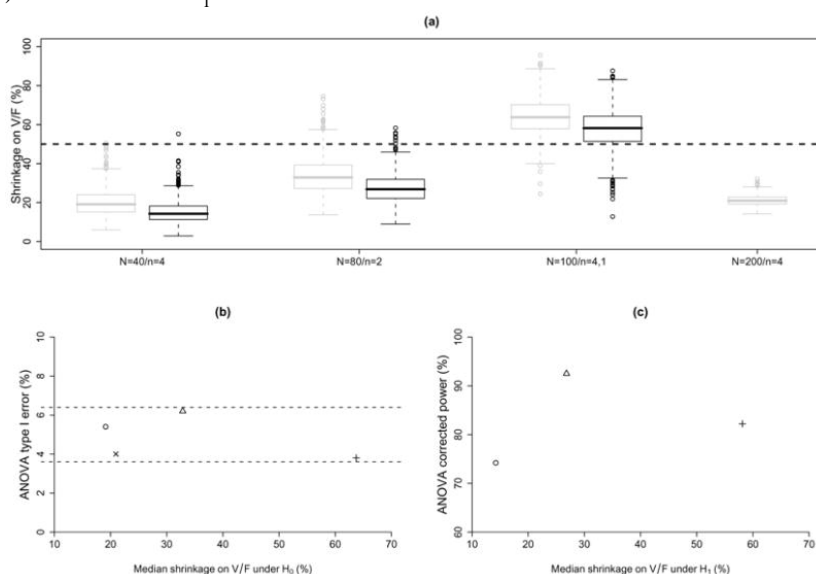 (a)
Shrinkage on V/F (%)
100
80
60
40
20
0
N=40/n=4
N=80/n=2
N=100/n=4,1
N=200/n=4
(b)
ANOVA type I error (%)
10
8
6
4
2
0
10
20
30
40
50
60
70
Median shrinkage on V/F under H0 (%)
(c)
ANOVA corrected power (%)
100
90
80
70
60
10
20
30
40
50
60
70
Median shrinkage on V/F under H1 (%)